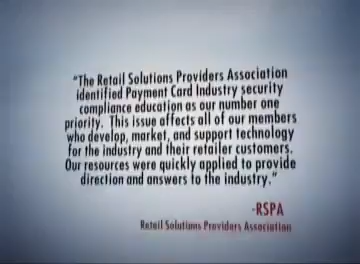 "The Retail Solutions Providers Association
identified Payment Card Industry security
compliance education as our number one
priority. This issue affects all of our members
who develop, market, and support technology
for the industry and their retailer customers.
Our resources were quickly applied to provide
direction and answers to the industry."
-RSPA
Retail Solutions Providers Association